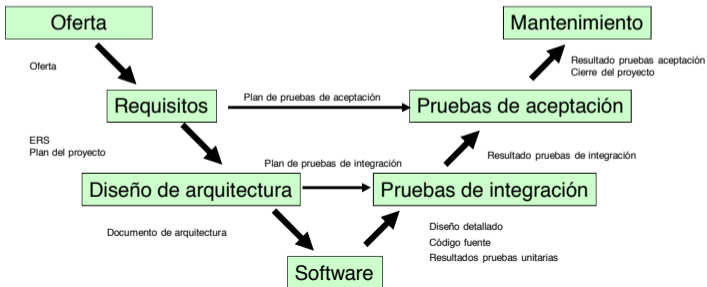 Oferta
Mantenimiento
Oferta
Resultado pruebas aceptación
Cierre del proyecto
Requisitos
Plan de pruebas de aceptación
Pruebas de aceptación
ERS
Plan del proyecto
Plan de pruebas de integración
Resultado pruebas de integración
Diseño de arquitectura
Pruebas de integración
Documento de arquitectura
Diseño detallado
Código fuente
Resultados pruebas unitarias
Software